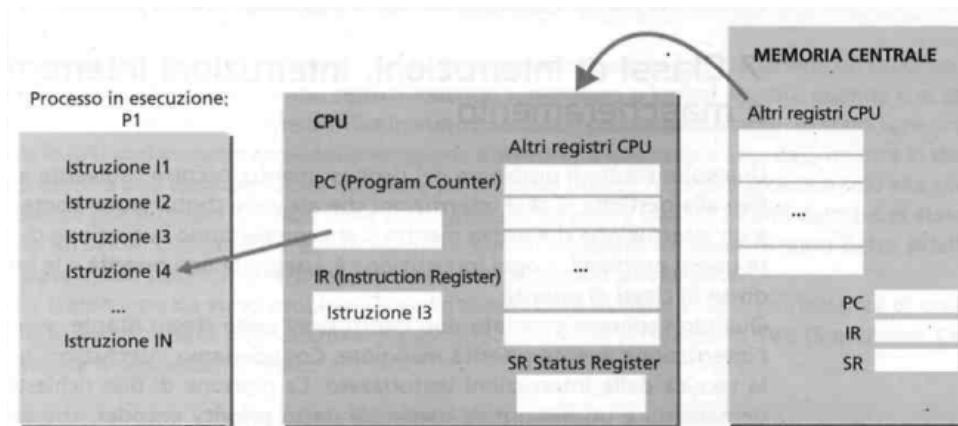 MEMORIA CENTRALE
Processo in esecuzione:
P1
CPU
Altri registri CPU
Altri registri CPU
Istruzione I1
PC (Program Counter)
Istruzione I2
...
Istruzione I3
Istruzione I4
IR (Instruction Register)
...
PC
...
Istruzione I3
IR
Istruzione IN
SR Status Register
SR